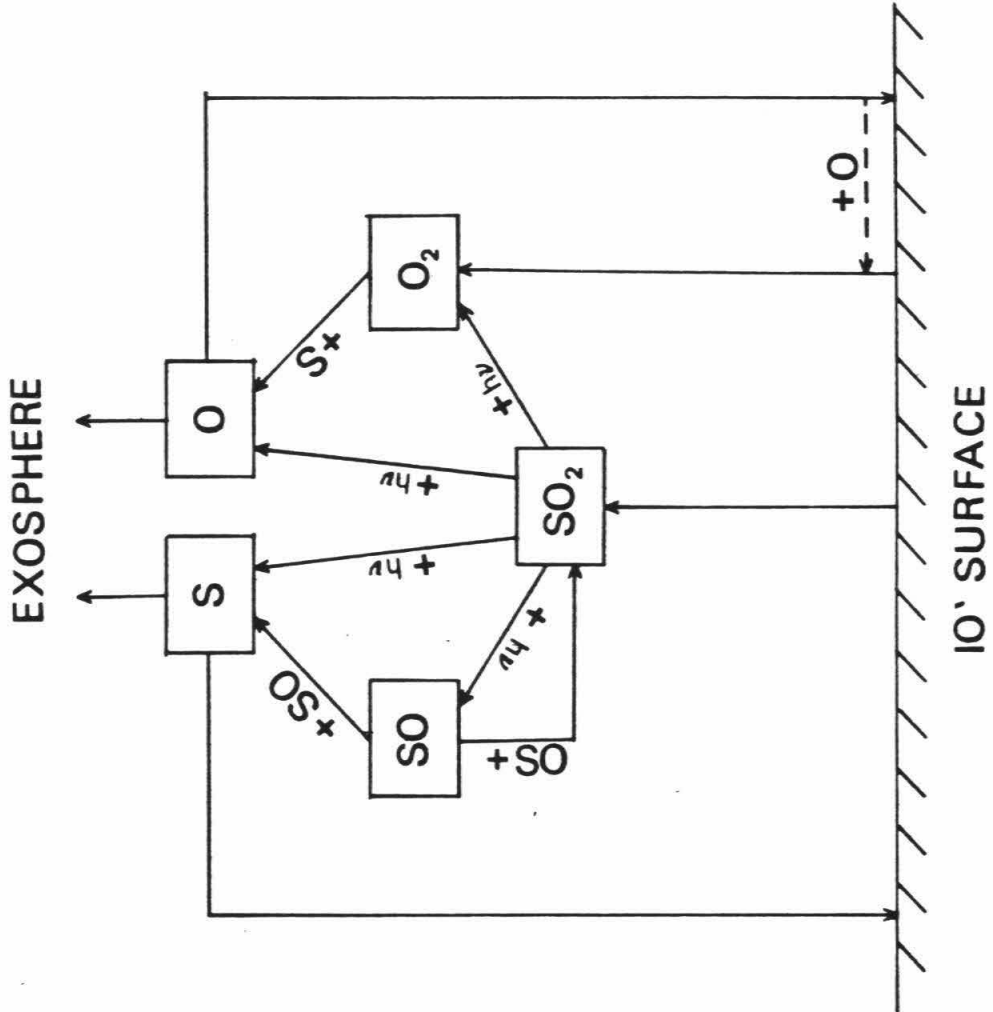 EXOSPHERE
S
O
+SO
+hν
+hν
+S
SO
O₂
+hν
+hν
+SO
SO₂
+O
IO' SURFACE